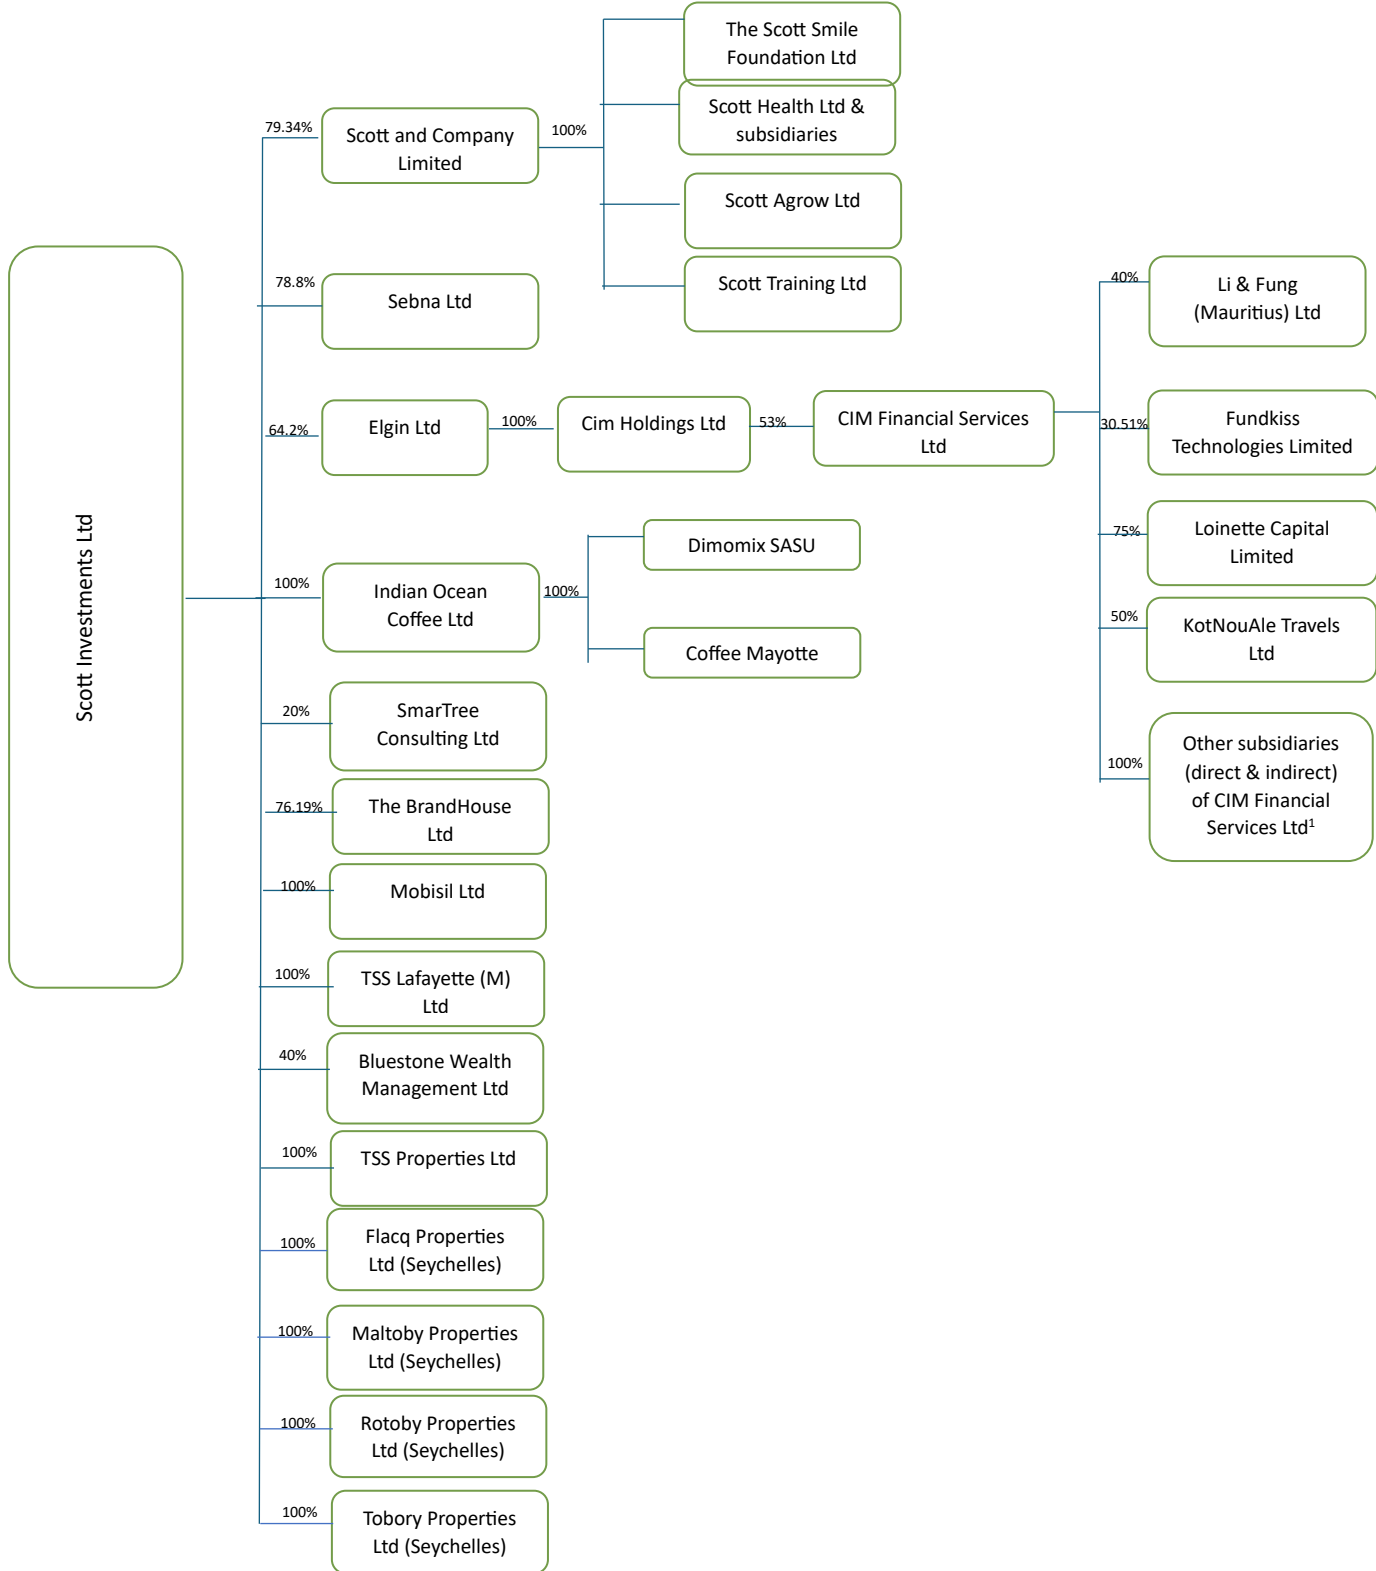 Scott Investments Ltd
79.34%
Scott and Company
Limited
100%
The Scott Smile
Foundation Ltd
Scott Health Ltd &
subsidiaries
Scott Agrow Ltd
Scott Training Ltd
78.8%
Sebna Ltd
64.2%
Elgin Ltd
100%
Cim Holdings Ltd
53%
CIM Financial Services
Ltd
40%
Li & Fung
(Mauritius) Ltd
30.51%
Fundkiss
Technologies Limited
75%
Loinette Capital
Limited
50%
KotNouAle Travels
Ltd
100%
Other subsidiaries
(direct & indirect)
of CIM Financial
Services Ltd¹
100%
Indian Ocean
Coffee Ltd
100%
Dimomix SASU
Coffee Mayotte
20%
SmarTree
Consulting Ltd
76.19%
The BrandHouse
Ltd
100%
Mobisil Ltd
100%
TSS Lafayette (M)
Ltd
40%
Bluestone Wealth
Management Ltd
100%
TSS Properties Ltd
100%
Flacq Properties
Ltd (Seychelles)
100%
Maltoby Properties
Ltd (Seychelles)
100%
Rotoby Properties
Ltd (Seychelles)
100%
Tobory Properties
Ltd (Seychelles)